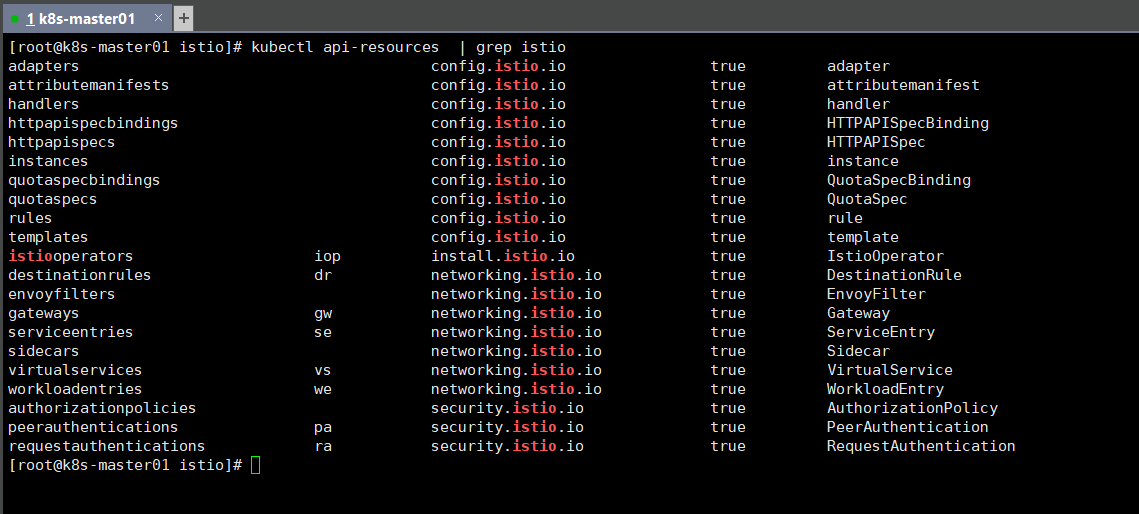 1 k8s-master01 × +
[root@k8s-master01 istio]# kubectl api-resources  | grep istio
adapters config.istio.io true adapter
attributemanifests config.istio.io true attributemanifest
handlers config.istio.io true handler
httpapispecbindings config.istio.io true HTTPAPISpecBinding
httpapispecs config.istio.io true HTTPAPISpec
instances config.istio.io true instance
quotaspecbindings config.istio.io true QuotaSpecBinding
quotaspecs config.istio.io true QuotaSpec
rules config.istio.io true rule
templates config.istio.io true template
istiooperators iop install.istio.io true IstioOperator
destinationrules dr networking.istio.io true DestinationRule
envoyfilters networking.istio.io true EnvoyFilter
gateways gw networking.istio.io true Gateway
serviceentries se networking.istio.io true ServiceEntry
sidecars networking.istio.io true Sidecar
virtualservices vs networking.istio.io true VirtualService
workloadentries we networking.istio.io true WorkloadEntry
authorizationpolicies security.istio.io true AuthorizationPolicy
peerauthentications pa security.istio.io true PeerAuthentication
requestauthentications ra security.istio.io true RequestAuthentication
[root@k8s-master01 istio]#